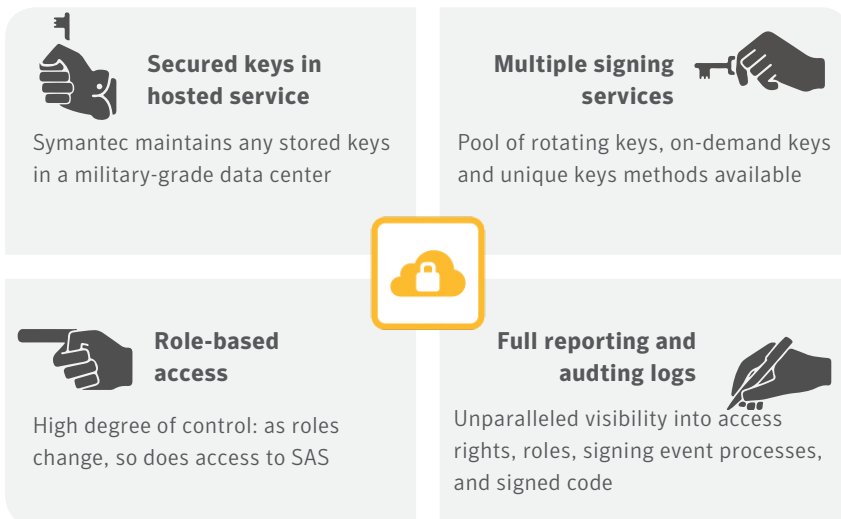 Secured keys in
hosted service
Symantec maintains any stored keys
in a military-grade data center
Multiple signing
services
Pool of rotating keys, on-demand keys
and unique keys methods available
Role-based
access
High degree of control: as roles
change, so does access to SAS
Full reporting and
audting logs
Unparalleled visibility into access
rights, roles, signing event processes,
and signed code